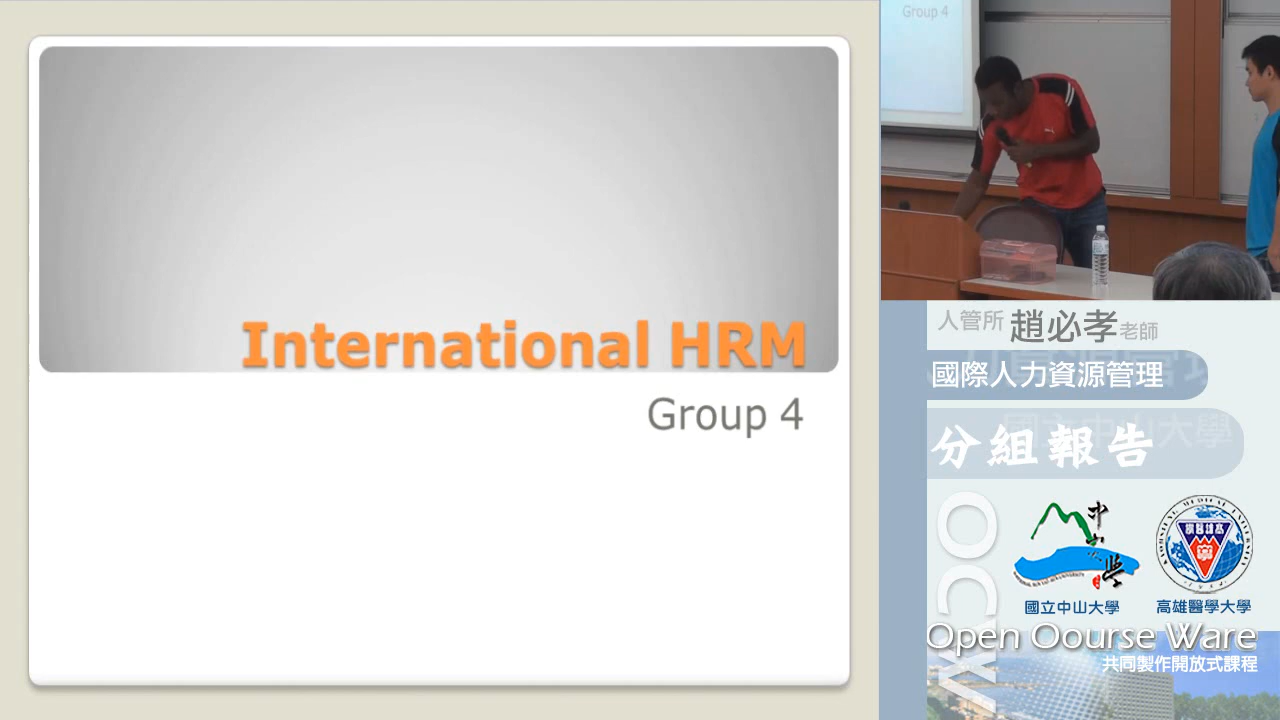 International HRM
Group 4
Group 4
人管所 趙必孝老師
國際人力資源管理
分組報告
OCW
國立中山大學
高雄醫學大學
Open Oourse Ware
共同製作開放式課程